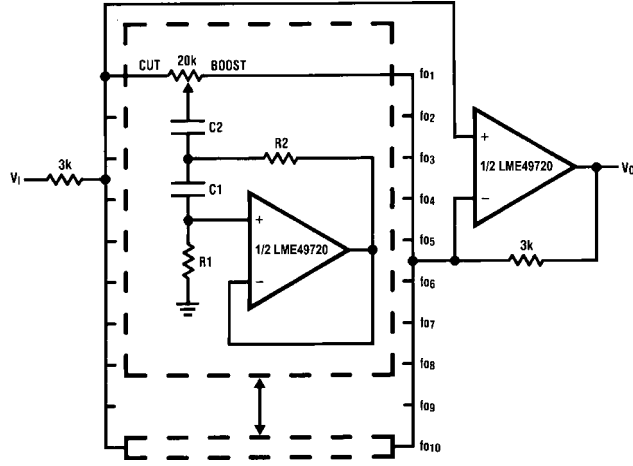 20k
CUT
BOOST
fo1
C2
fo2
R2
fo3
3k
VI
C1
fo4
+
1/2 LME49720
−
VO
+
1/2 LME49720
−
R1
fo5
3k
fo6
fo7
fo8
fo9
fo10